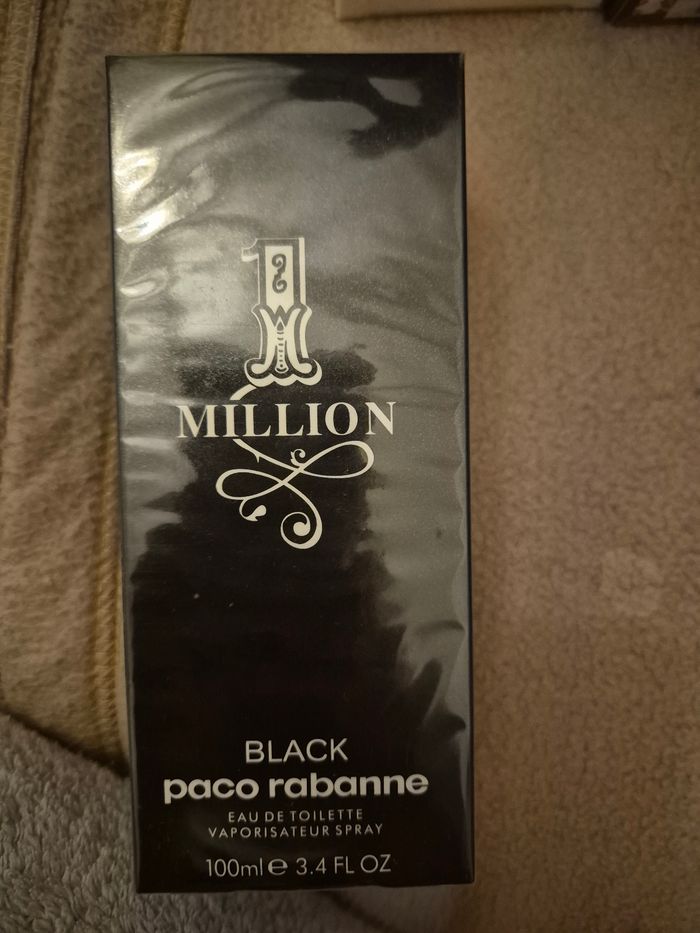 1
MILLION
BLACK
paco rabanne
EAU DE TOILETTE
VAPORISATEUR SPRAY
100ml e 3.4 FL OZ